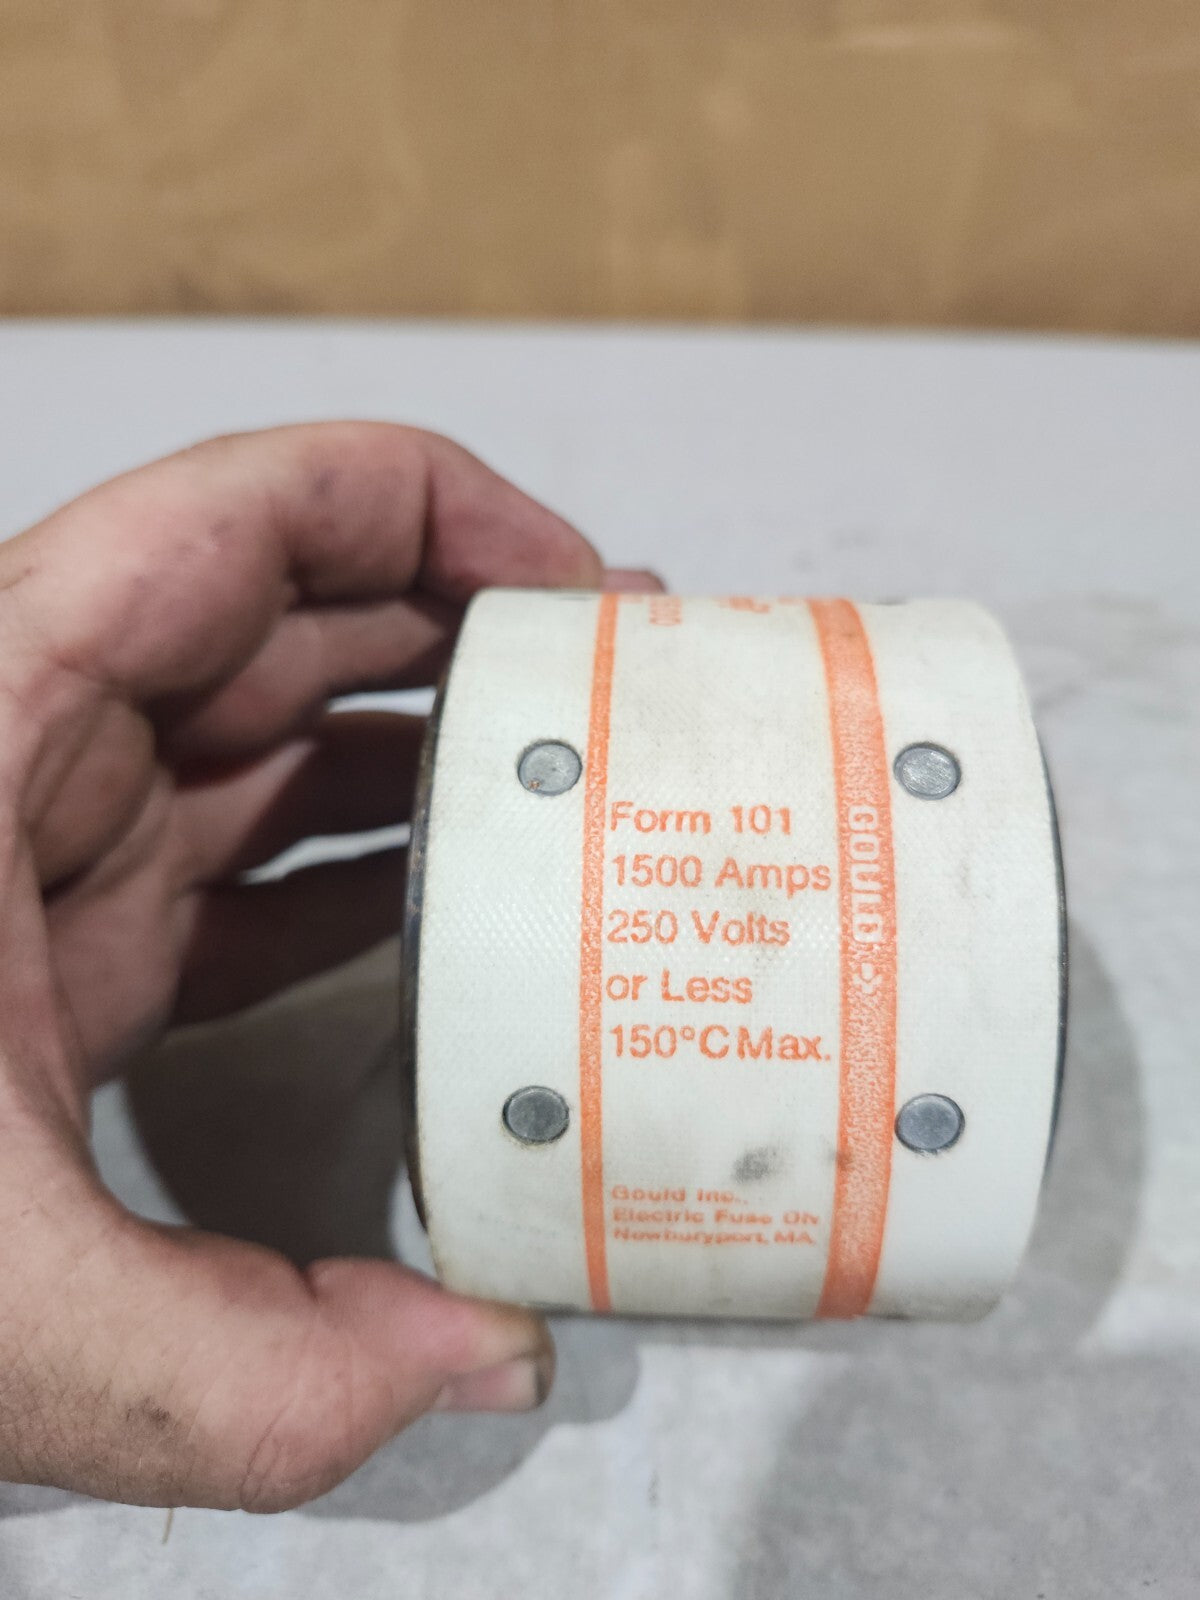 Form 101
1500 Amps
250 Volts
or Less
150°C Max.
GOULD
Gould Inc.,
Electric Fuse Div.
Newburyport, MA.